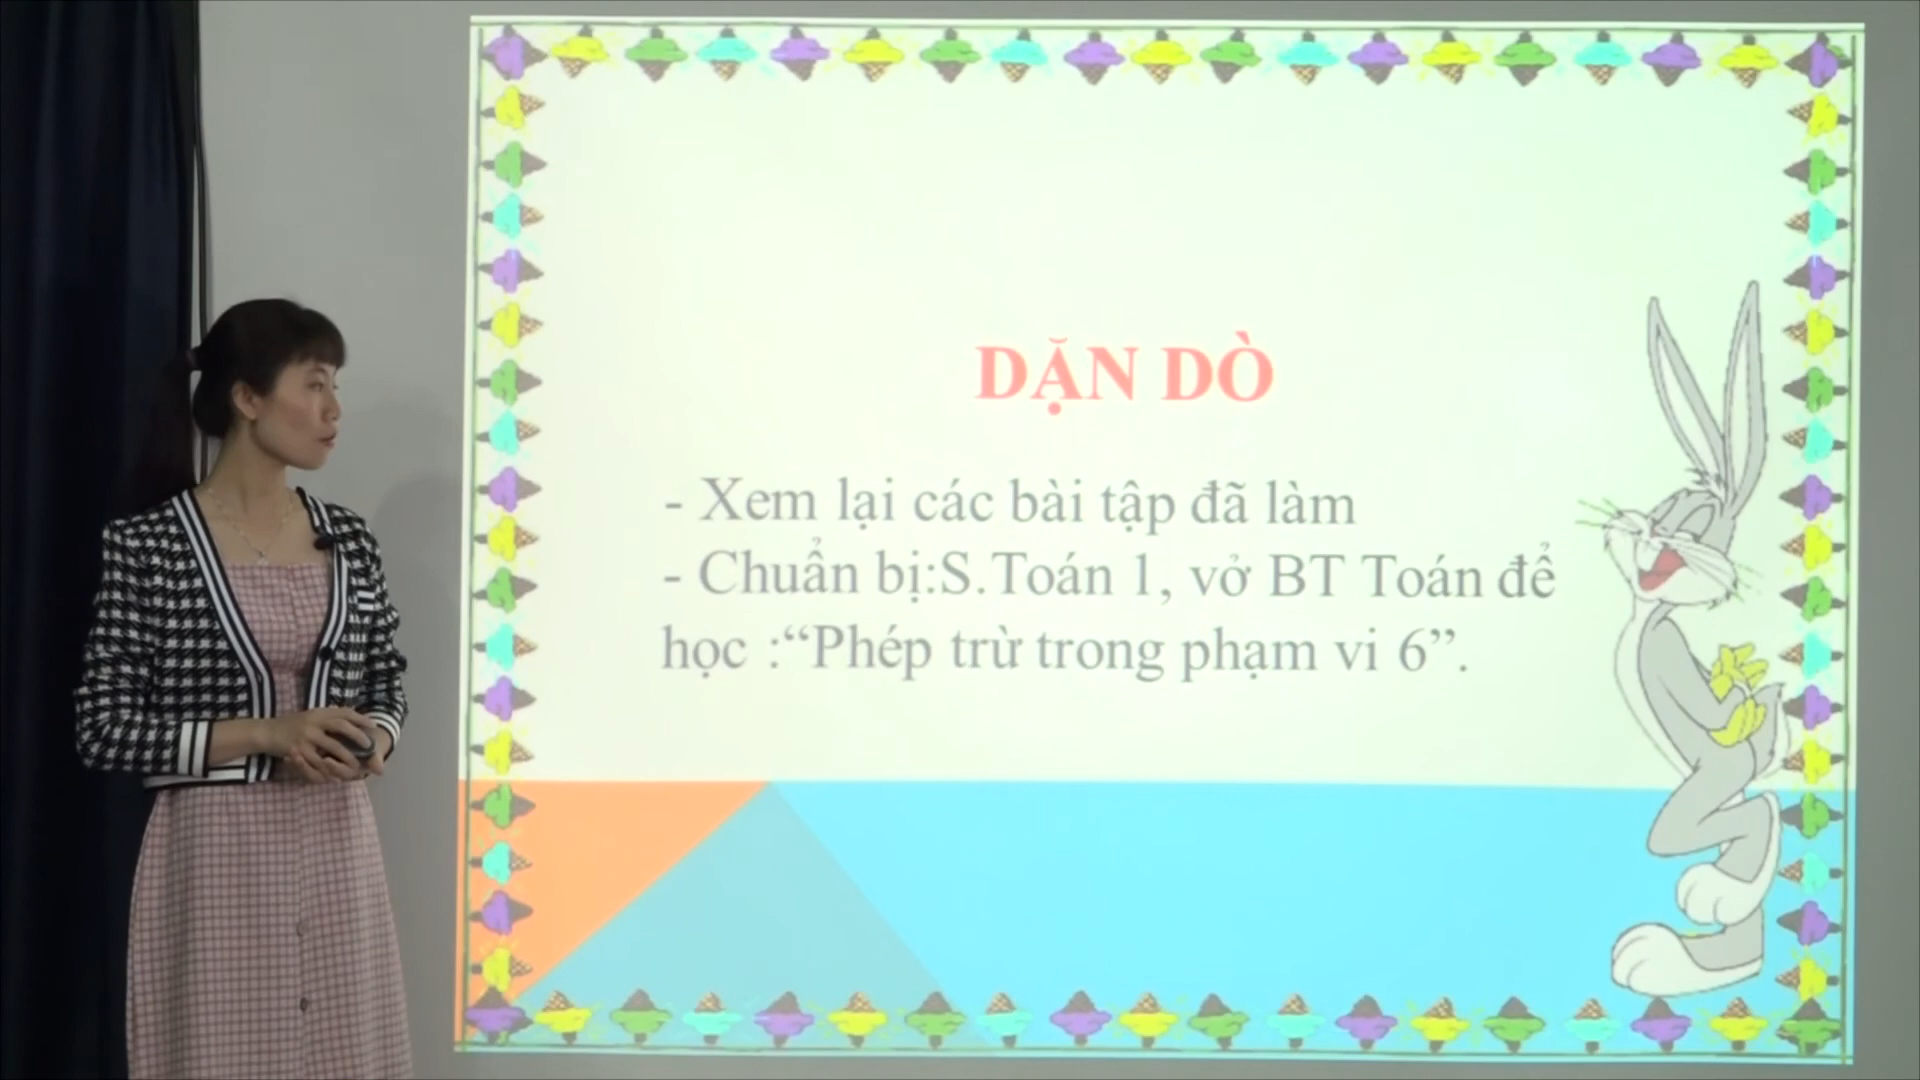 DẶN DÒ
- Xem lại các bài tập đã làm
- Chuẩn bị:S.Toán 1, vở BT Toán để
học :“Phép trừ trong phạm vi 6”.